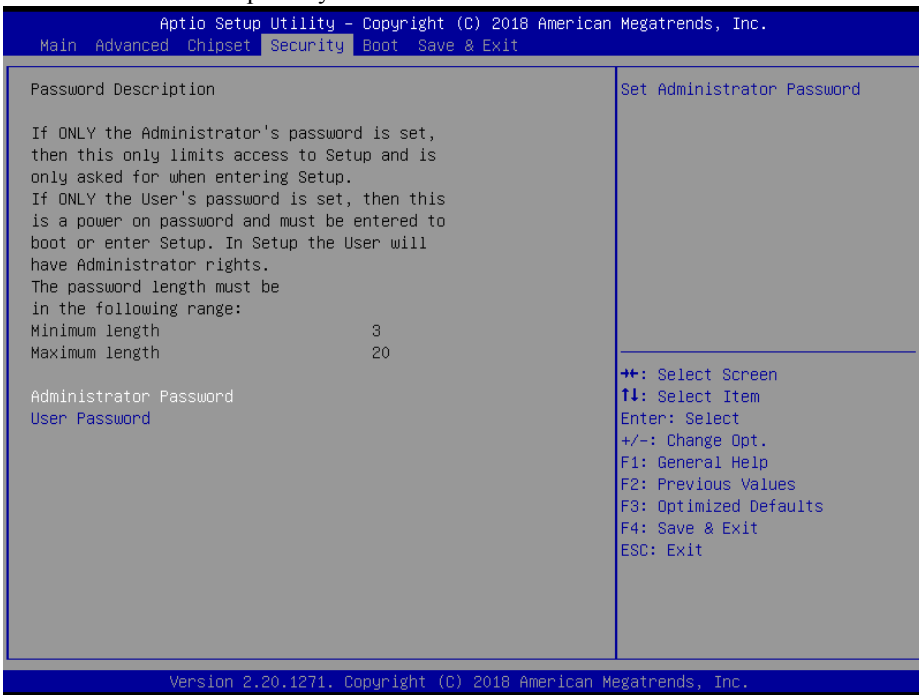 Aptio Setup Utility – Copyright (C) 2018 American Megatrends, Inc.
Main Advanced Chipset Security Boot Save & Exit
Password Description
If ONLY the Administrator's password is set,
then this only limits access to Setup and is
only asked for when entering Setup.
If ONLY the User's password is set, then this
is a power on password and must be entered to
boot or enter Setup. In Setup the User will
have Administrator rights.
The password length must be
in the following range:
Minimum length 3
Maximum length 20
Administrator Password
User Password
Set Administrator Password
→←: Select Screen
↑↓: Select Item
Enter: Select
+/-: Change Opt.
F1: General Help
F2: Previous Values
F3: Optimized Defaults
F4: Save & Exit
ESC: Exit
Version 2.20.1271. Copyright (C) 2018 American Megatrends, Inc.